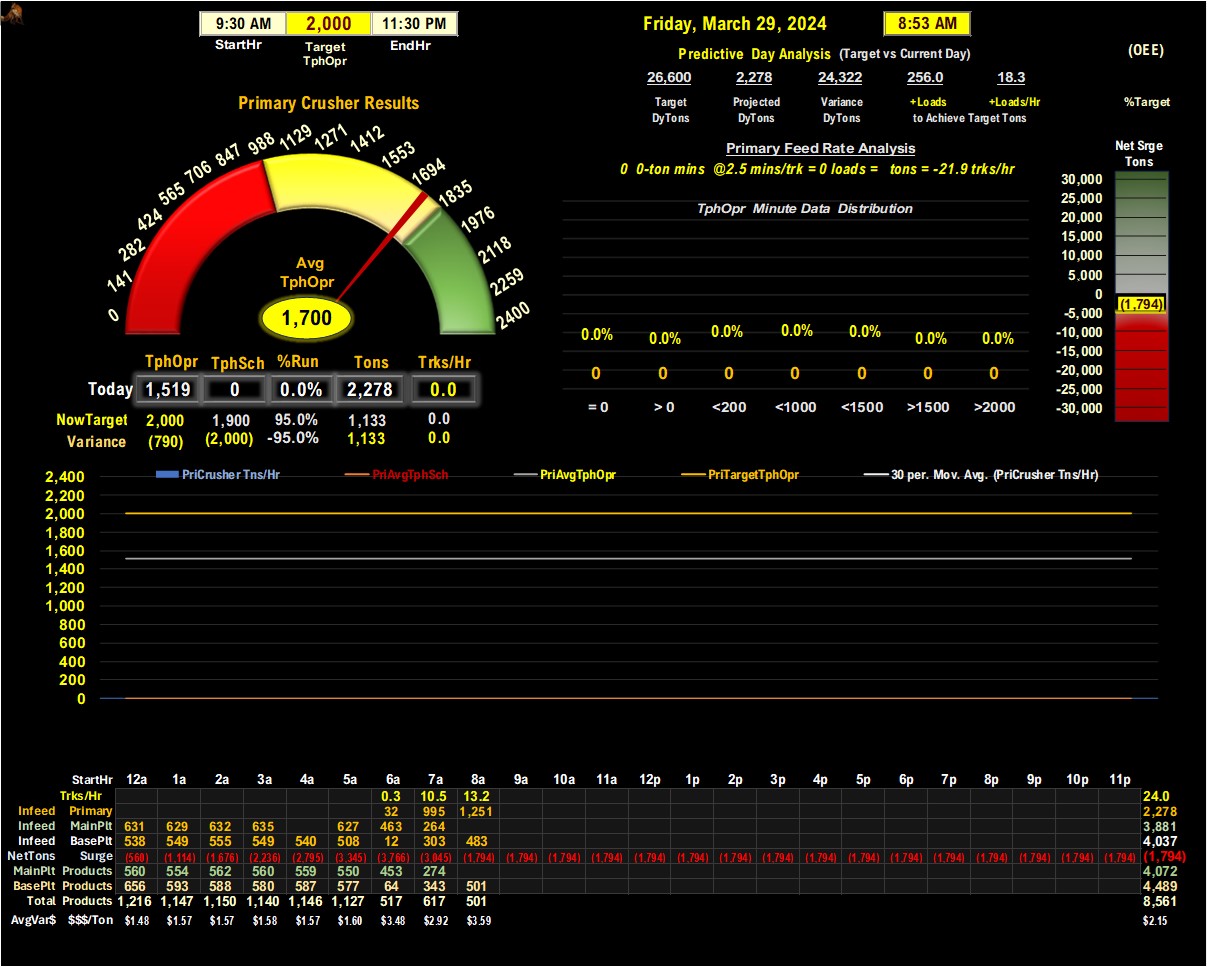 9:30 AM 2,000 11:30 PM
StartHr Target TphOpr EndHr
Friday, March 29, 2024 8:53 AM
Predictive Day Analysis (Target vs Current Day)
(OEE)
26,600 2,278 24,322 256.0 18.3
Target Projected Variance +Loads +Loads/Hr
DyTons DyTons DyTons to Achieve Target Tons
%Target
Primary Crusher Results
0 141 282 424 565 706 847 988 1129 1271 1412 1553 1694 1835 1976 2118 2259 2400
Avg
TphOpr
1,700
Primary Feed Rate Analysis
0 0-ton mins @2.5 mins/trk = 0 loads = tons = -21.9 trks/hr
TphOpr Minute Data Distribution
0.0% 0.0% 0.0% 0.0% 0.0% 0.0% 0.0%
0 0 0 0 0 0 0
= 0 > 0 <200 <1000 <1500 >1500 >2000
Net Srge
Tons
30,000
25,000
20,000
15,000
10,000
5,000
0
(1,794)
-5,000
-10,000
-15,000
-20,000
-25,000
-30,000
TphOpr TphSch %Run Tons Trks/Hr
Today 1,519 0 0.0% 2,278 0.0
NowTarget 2,000 1,900 95.0% 1,133 0.0
Variance (790) (2,000) -95.0% 1,133 0.0
PriCrusher Tns/Hr PriAvgTphSch PriAvgTphOpr PriTargetTphOpr 30 per. Mov. Avg. (PriCrusher Tns/Hr)
2,400
2,200
2,000
1,800
1,600
1,400
1,200
1,000
800
600
400
200
0
StartHr 12a 1a 2a 3a 4a 5a 6a 7a 8a 9a 10a 11a 12p 1p 2p 3p 4p 5p 6p 7p 8p 9p 10p 11p
Trks/Hr 0.3 10.5 13.2 24.0
Infeed Primary 32 995 1,251 2,278
Infeed MainPlt 631 629 632 635 627 463 264 3,881
Infeed BasePlt 538 549 555 549 540 508 12 303 483 4,037
NetTons Surge (560) (1,114) (1,676) (2,236) (2,795) (3,345) (3,766) (3,045) (1,794) (1,794) (1,794) (1,794) (1,794) (1,794) (1,794) (1,794) (1,794) (1,794) (1,794) (1,794) (1,794) (1,794) (1,794) (1,794) (1,794)
MainPlt Products 560 554 562 560 559 550 453 274 4,072
BasePlt Products 656 593 588 580 587 577 64 343 501 4,489
Total Products 1,216 1,147 1,150 1,140 1,146 1,127 517 617 501 8,561
AvgVar$ $$$/Ton $1.48 $1.57 $1.57 $1.58 $1.57 $1.60 $3.48 $2.92 $3.59 $2.15